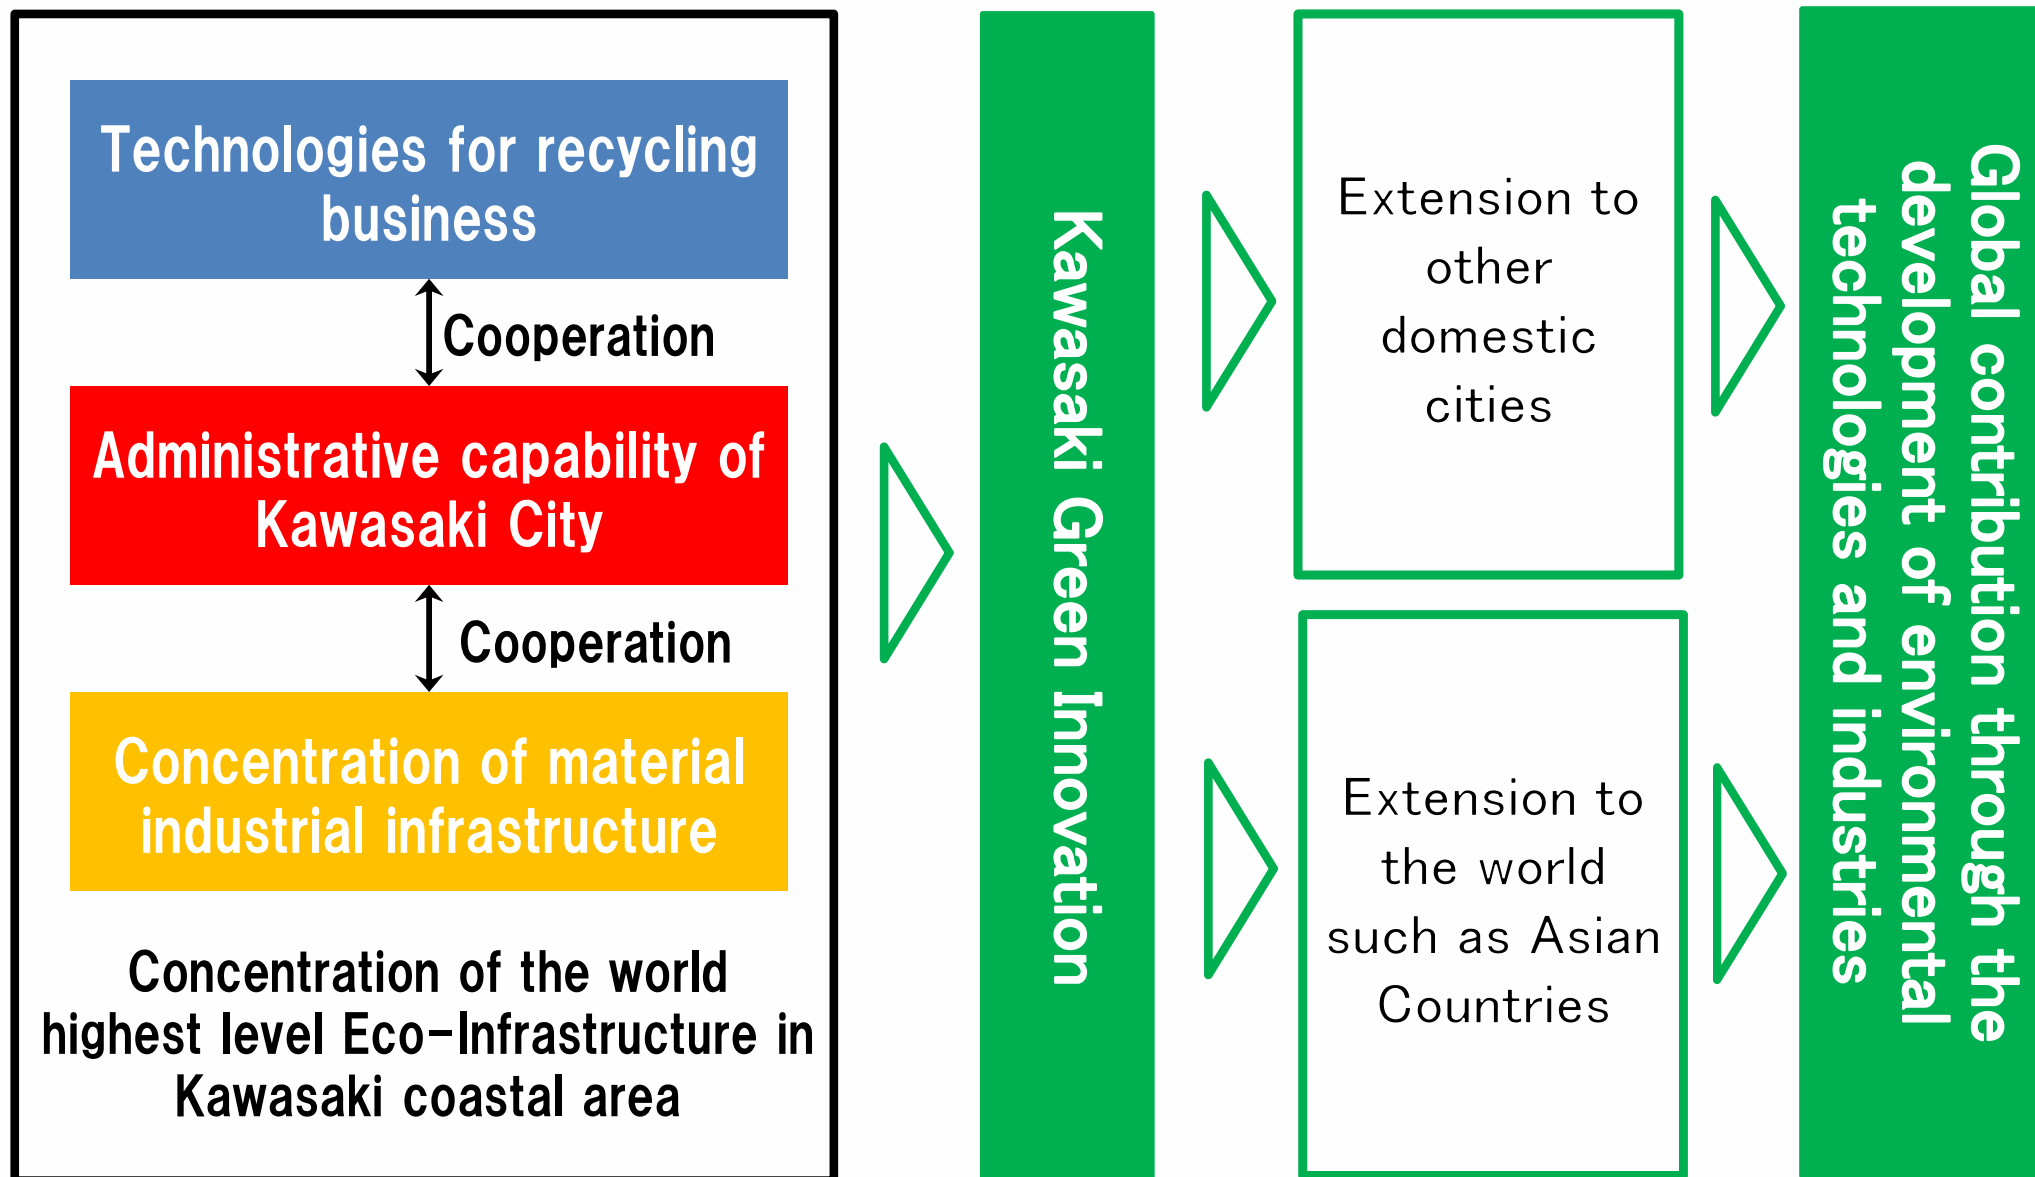 Technologies for recycling
business
Cooperation
Administrative capability of
Kawasaki City
Cooperation
Concentration of material
industrial infrastructure
Concentration of the world
highest level Eco-Infrastructure in
Kawasaki coastal area
Kawasaki Green Innovation
Extension to
other
domestic
cities
Extension to
the world
such as Asian
Countries
Global contribution through the
development of environmental
technologies and industries